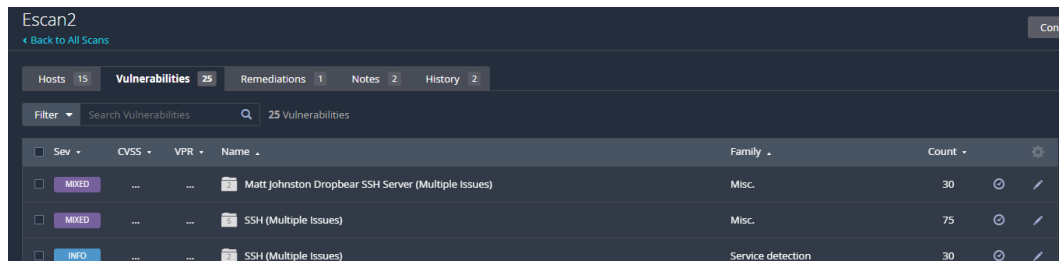 Escan2
Back to All Scans
Con
Hosts 15 Vulnerabilities 25 Remediations 1 Notes 2 History 2
Filter Search Vulnerabilities 25 Vulnerabilities
Sev CVSS VPR Name Family Count
MIXED ... ... 2 Matt Johnston Dropbear SSH Server (Multiple Issues) Misc. 30
MIXED ... ... 5 SSH (Multiple Issues) Misc. 75
INFO ... ... 2 SSH (Multiple Issues) Service detection 30